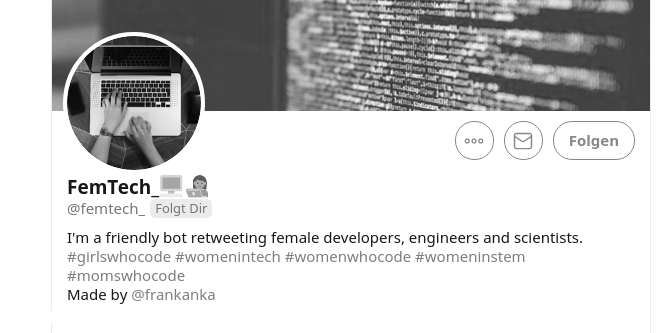 Folgen
FemTech_🖥️👩🏽‍💻
@femtech_ Folgt Dir
I'm a friendly bot retweeting female developers, engineers and scientists.
#girlswhocode #womenintech #womenwhocode #womeninstem
#momswhocode
Made by @frankanka